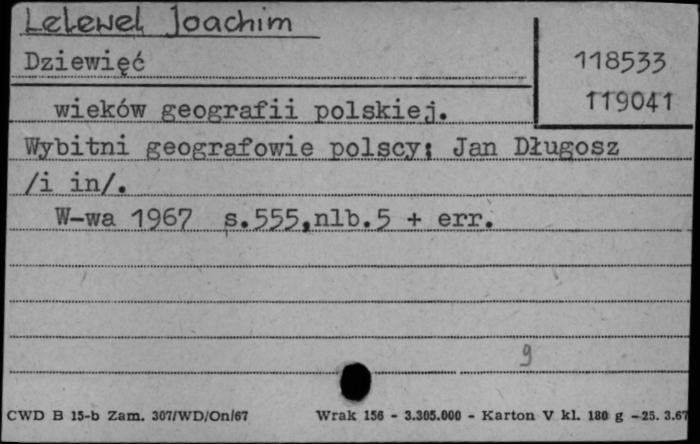 Lelewel Joachim
Dziewięć
118533
119041
wieków geografii polskiej.
Wybitni geografowie polscy; Jan Długosz
/i in/.
W-wa 1967 s.555,nlb.5 + err.
9
CWD B 15-b Zam. 307/WD/On/67 Wrak 156 - 3.305.000 - Karton V kl. 180 g -25. 3.67